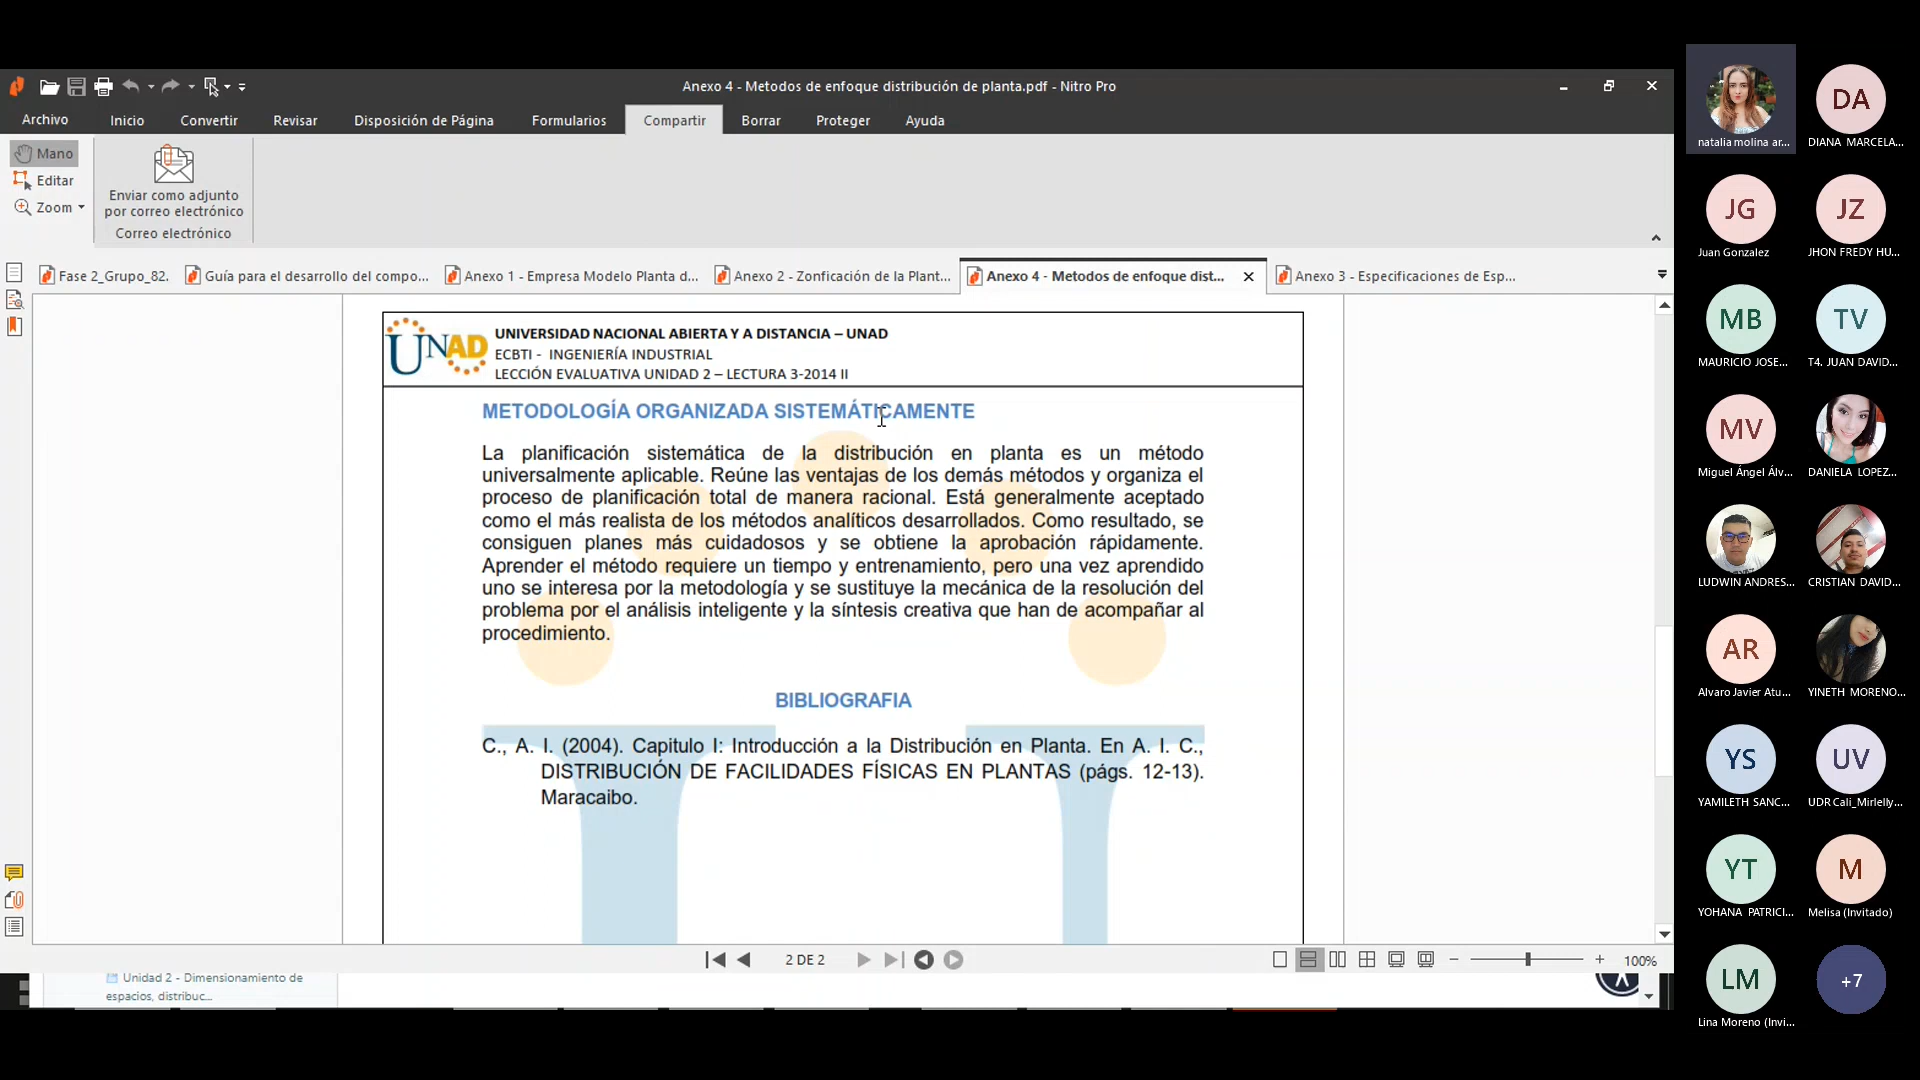 Anexo 4 - Metodos de enfoque distribución de planta.pdf - Nitro Pro
Archivo
Inicio
Convertir
Revisar
Disposición de Página
Formularios
Compartir
Borrar
Proteger
Ayuda
Mano
Editar
Zoom
Enviar como adjunto
por correo electrónico
Correo electrónico
Fase 2_Grupo_82.
Guía para el desarrollo del compo...
Anexo 1 - Empresa Modelo Planta d...
Anexo 2 - Zonficación de la Plant...
Anexo 4 - Metodos de enfoque dist...
Anexo 3 - Especificaciones de Esp...
UNAD
UNIVERSIDAD NACIONAL ABIERTA Y A DISTANCIA – UNAD
ECBTI - INGENIERÍA INDUSTRIAL
LECCIÓN EVALUATIVA UNIDAD 2 – LECTURA 3-2014 II
METODOLOGÍA ORGANIZADA SISTEMÁTICAMENTE
La planificación sistemática de la distribución en planta es un método
universalmente aplicable. Reúne las ventajas de los demás métodos y organiza el
proceso de planificación total de manera racional. Está generalmente aceptado
como el más realista de los métodos analíticos desarrollados. Como resultado, se
consiguen planes más cuidadosos y se obtiene la aprobación rápidamente.
Aprender el método requiere un tiempo y entrenamiento, pero una vez aprendido
uno se interesa por la metodología y se sustituye la mecánica de la resolución del
problema por el análisis inteligente y la síntesis creativa que han de acompañar al
procedimiento.
BIBLIOGRAFIA
C., A. I. (2004). Capitulo I: Introducción a la Distribución en Planta. En A. I. C.,
DISTRIBUCIÓN DE FACILIDADES FÍSICAS EN PLANTAS (págs. 12-13).
Maracaibo.
2 DE 2
100%
Unidad 2 - Dimensionamiento de
espacios, distribuc...
natalia molina ar...
DA
DIANA MARCELA...
JG
Juan Gonzalez
JZ
JHON FREDY HU...
MB
MAURICIO JOSE...
TV
T4. JUAN DAVID...
MV
Miguel Ángel Álv...
DANIELA LOPEZ...
LUDWIN ANDRES...
CRISTIAN DAVID...
AR
Alvaro Javier Atu...
YINETH MORENO...
YS
YAMILETH SANC...
UV
UDR Cali_Mirlelly...
YT
YOHANA PATRICI...
M
Melisa (Invitado)
LM
Lina Moreno (Invi...
+7